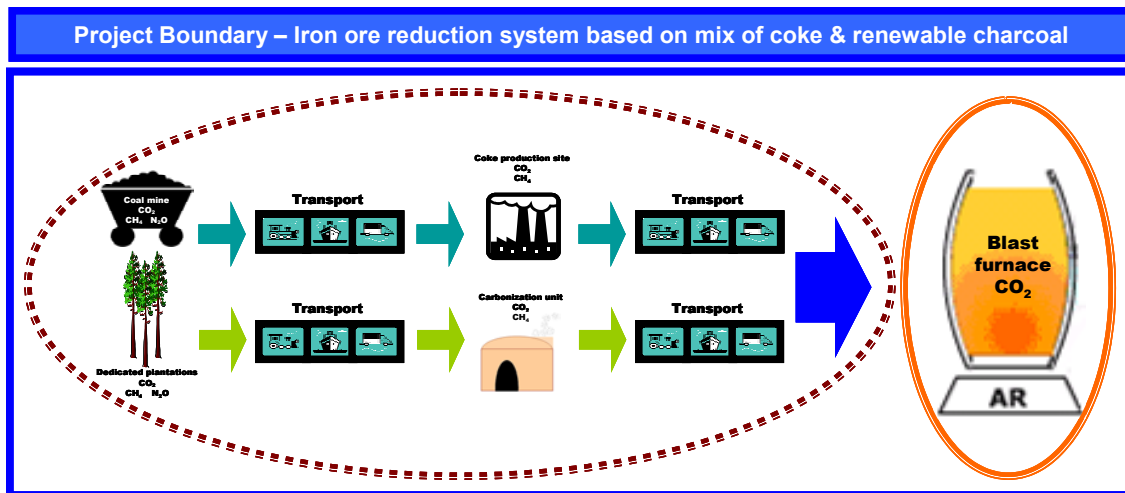 Project Boundary – Iron ore reduction system based on mix of coke & renewable charcoal
Coal mine
CO₂
CH₄ N₂O
Transport
Coke production site
CO₂
CH₄
Transport
Dedicated plantations
CO₂
CH₄ N₂O
Transport
Carbonization unit
CO₂
CH₄
Transport
Blast
furnace
CO₂
AR